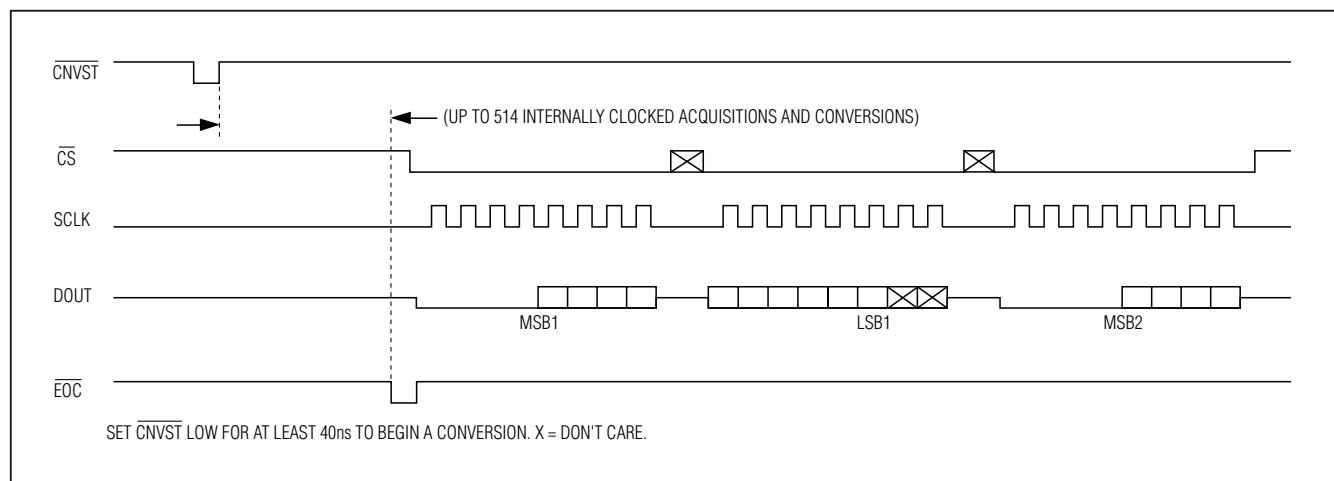 CNVST
(UP TO 514 INTERNALLY CLOCKED ACQUISITIONS AND CONVERSIONS)
CS
SCLK
DOUT
MSB1
LSB1
MSB2
EOC
SET CNVST LOW FOR AT LEAST 40ns TO BEGIN A CONVERSION. X = DON'T CARE.